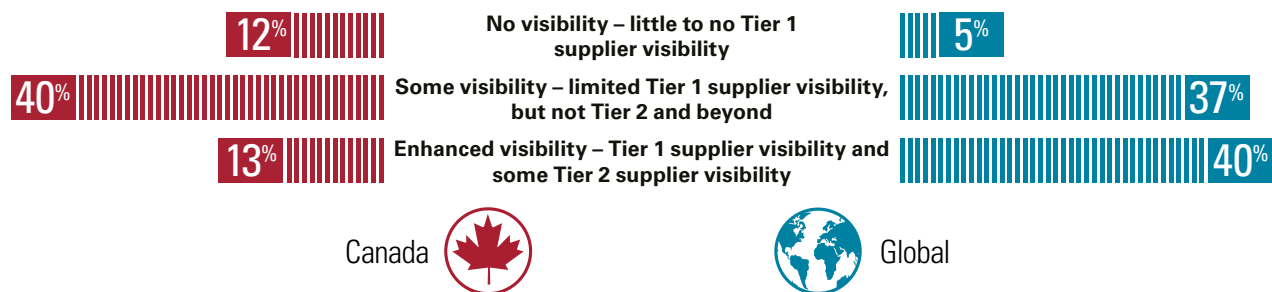 12%
No visibility – little to no Tier 1
supplier visibility
5%
40%
Some visibility – limited Tier 1 supplier visibility,
but not Tier 2 and beyond
37%
13%
Enhanced visibility – Tier 1 supplier visibility and
some Tier 2 supplier visibility
40%
Canada
Global